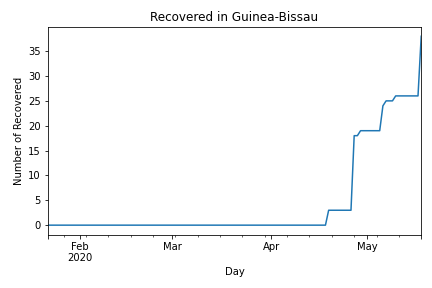 Recovered in Guinea-Bissau
Number of Recovered
35
30
25
20
15
10
5
0
Feb
2020
Mar
Apr
May
Day